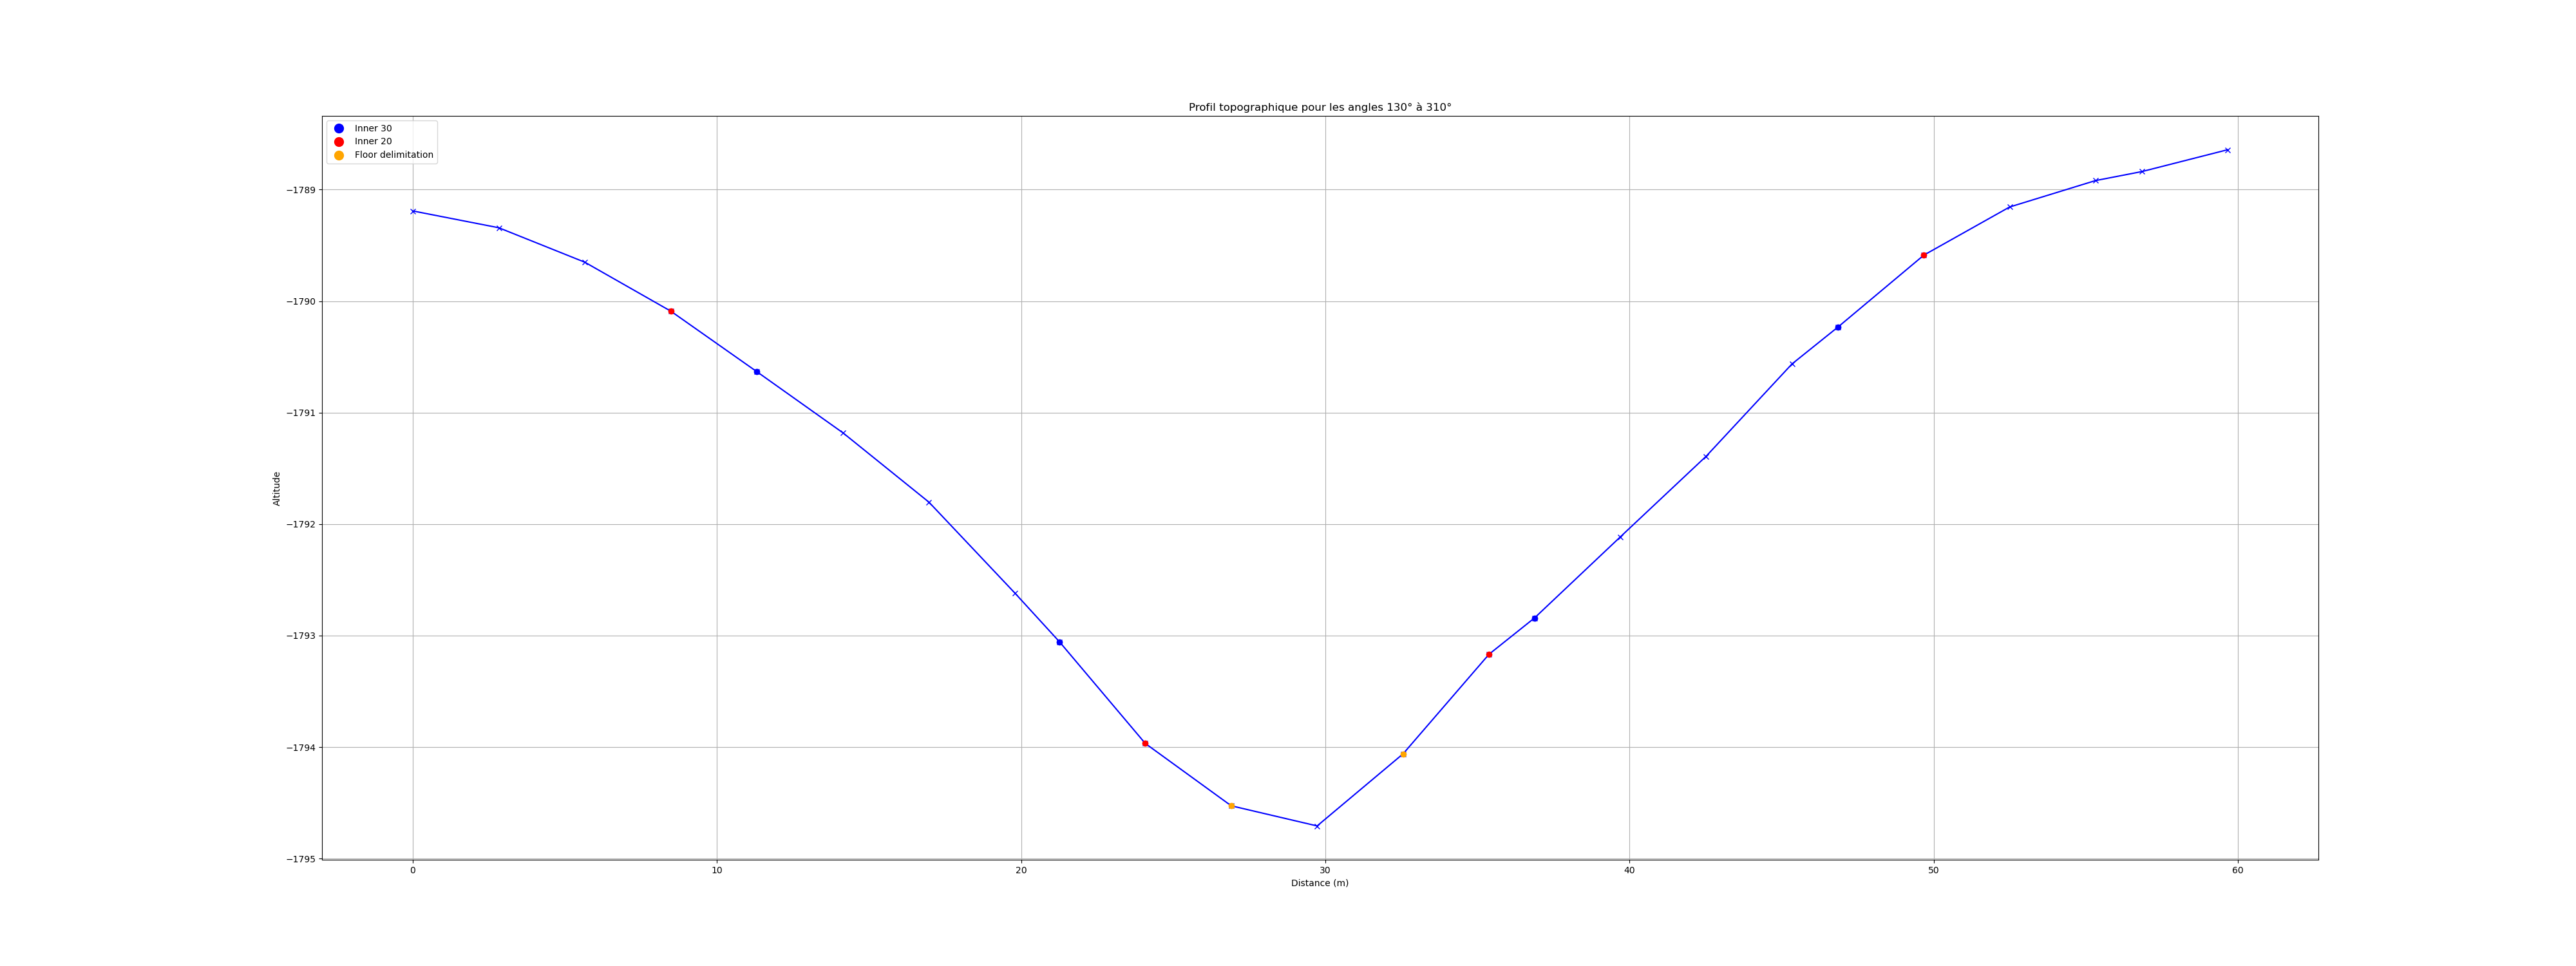 Profil topographique pour les angles 130° à 310°
Inner 30
Inner 20
Floor delimitation
Altitude
−1789
−1790
−1791
−1792
−1793
−1794
−1795
0 10 20 30 40 50 60
Distance (m)